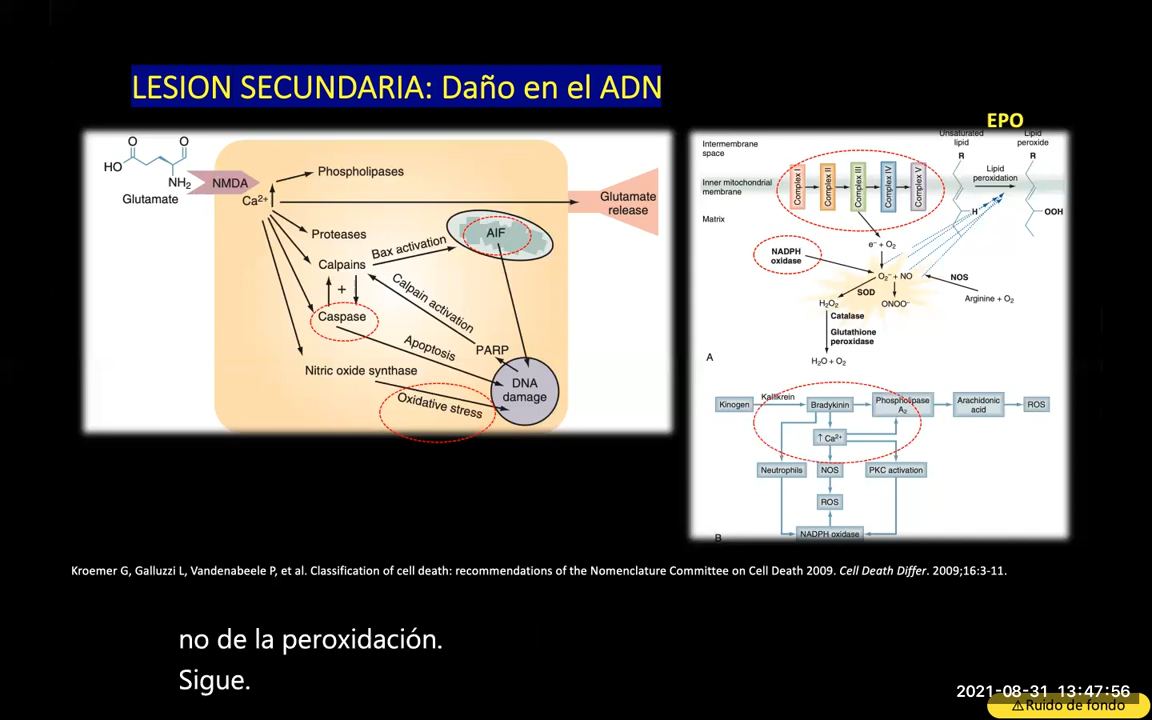 LESION SECUNDARIA: Daño en el ADN
EPO
O
O
HO
NH2
Glutamate
NMDA
Ca2+
Phospholipases
Glutamate
release
Proteases
Bax activation
AIF
Calpains
+
Calpain activation
Caspase
Apoptosis
PARP
Nitric oxide synthase
DNA
damage
Oxidative stress
Intermembrane
space
Inner mitochondrial
membrane
Matrix
Complex I
Complex II
Complex III
Complex IV
Complex V
Unsaturated
lipid
Lipid
peroxide
R
R
Lipid
peroxidation
H
OOH
e– + O2
NADPH
oxidase
O2– + NO
NOS
SOD
Arginine + O2
H2O2
ONOO–
Catalase
Glutathione
peroxidase
H2O + O2
A
Kinogen
Kallikrein
Bradykinin
Phospholipase
A2
Arachidonic
acid
ROS
↑ Ca2+
Neutrophils
NOS
PKC activation
ROS
NADPH oxidase
B
Kroemer G, Galluzzi L, Vandenabeele P, et al. Classification of cell death: recommendations of the Nomenclature Committee on Cell Death 2009. Cell Death Differ. 2009;16:3-11.
no de la peroxidación.
Sigue.
2021-08-31 13:47:56
⚠Ruido de fondo